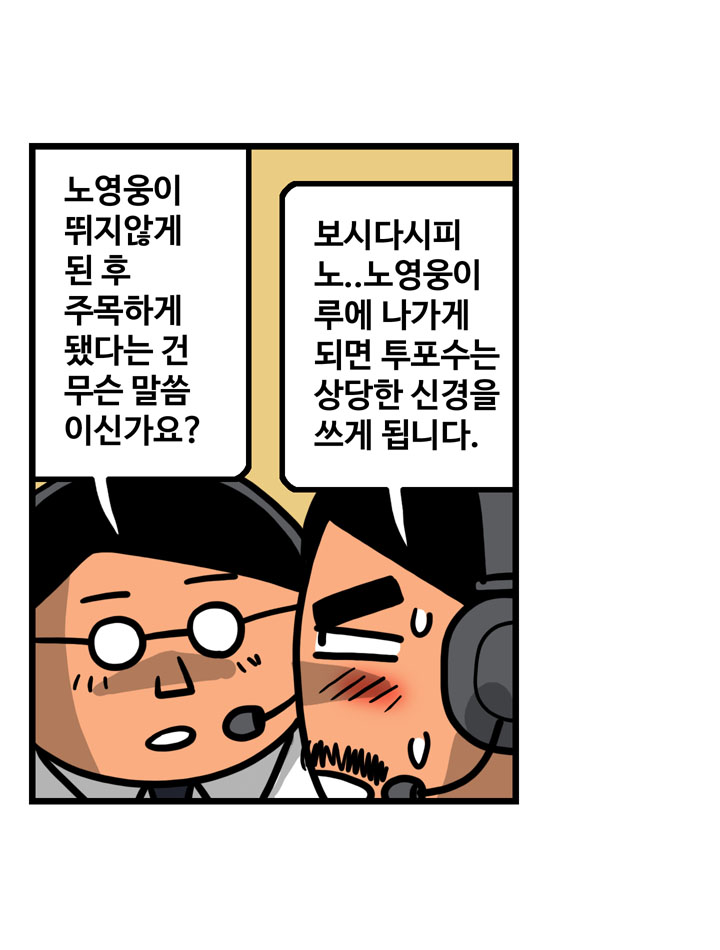 노영웅이
뛰지않게
된 후
주목하게
됐다는 건
무슨 말씀
이신가요?
보시다시피
노..노영웅이
루에 나가게
되면 투포수는
상당한 신경을
쓰게 됩니다.